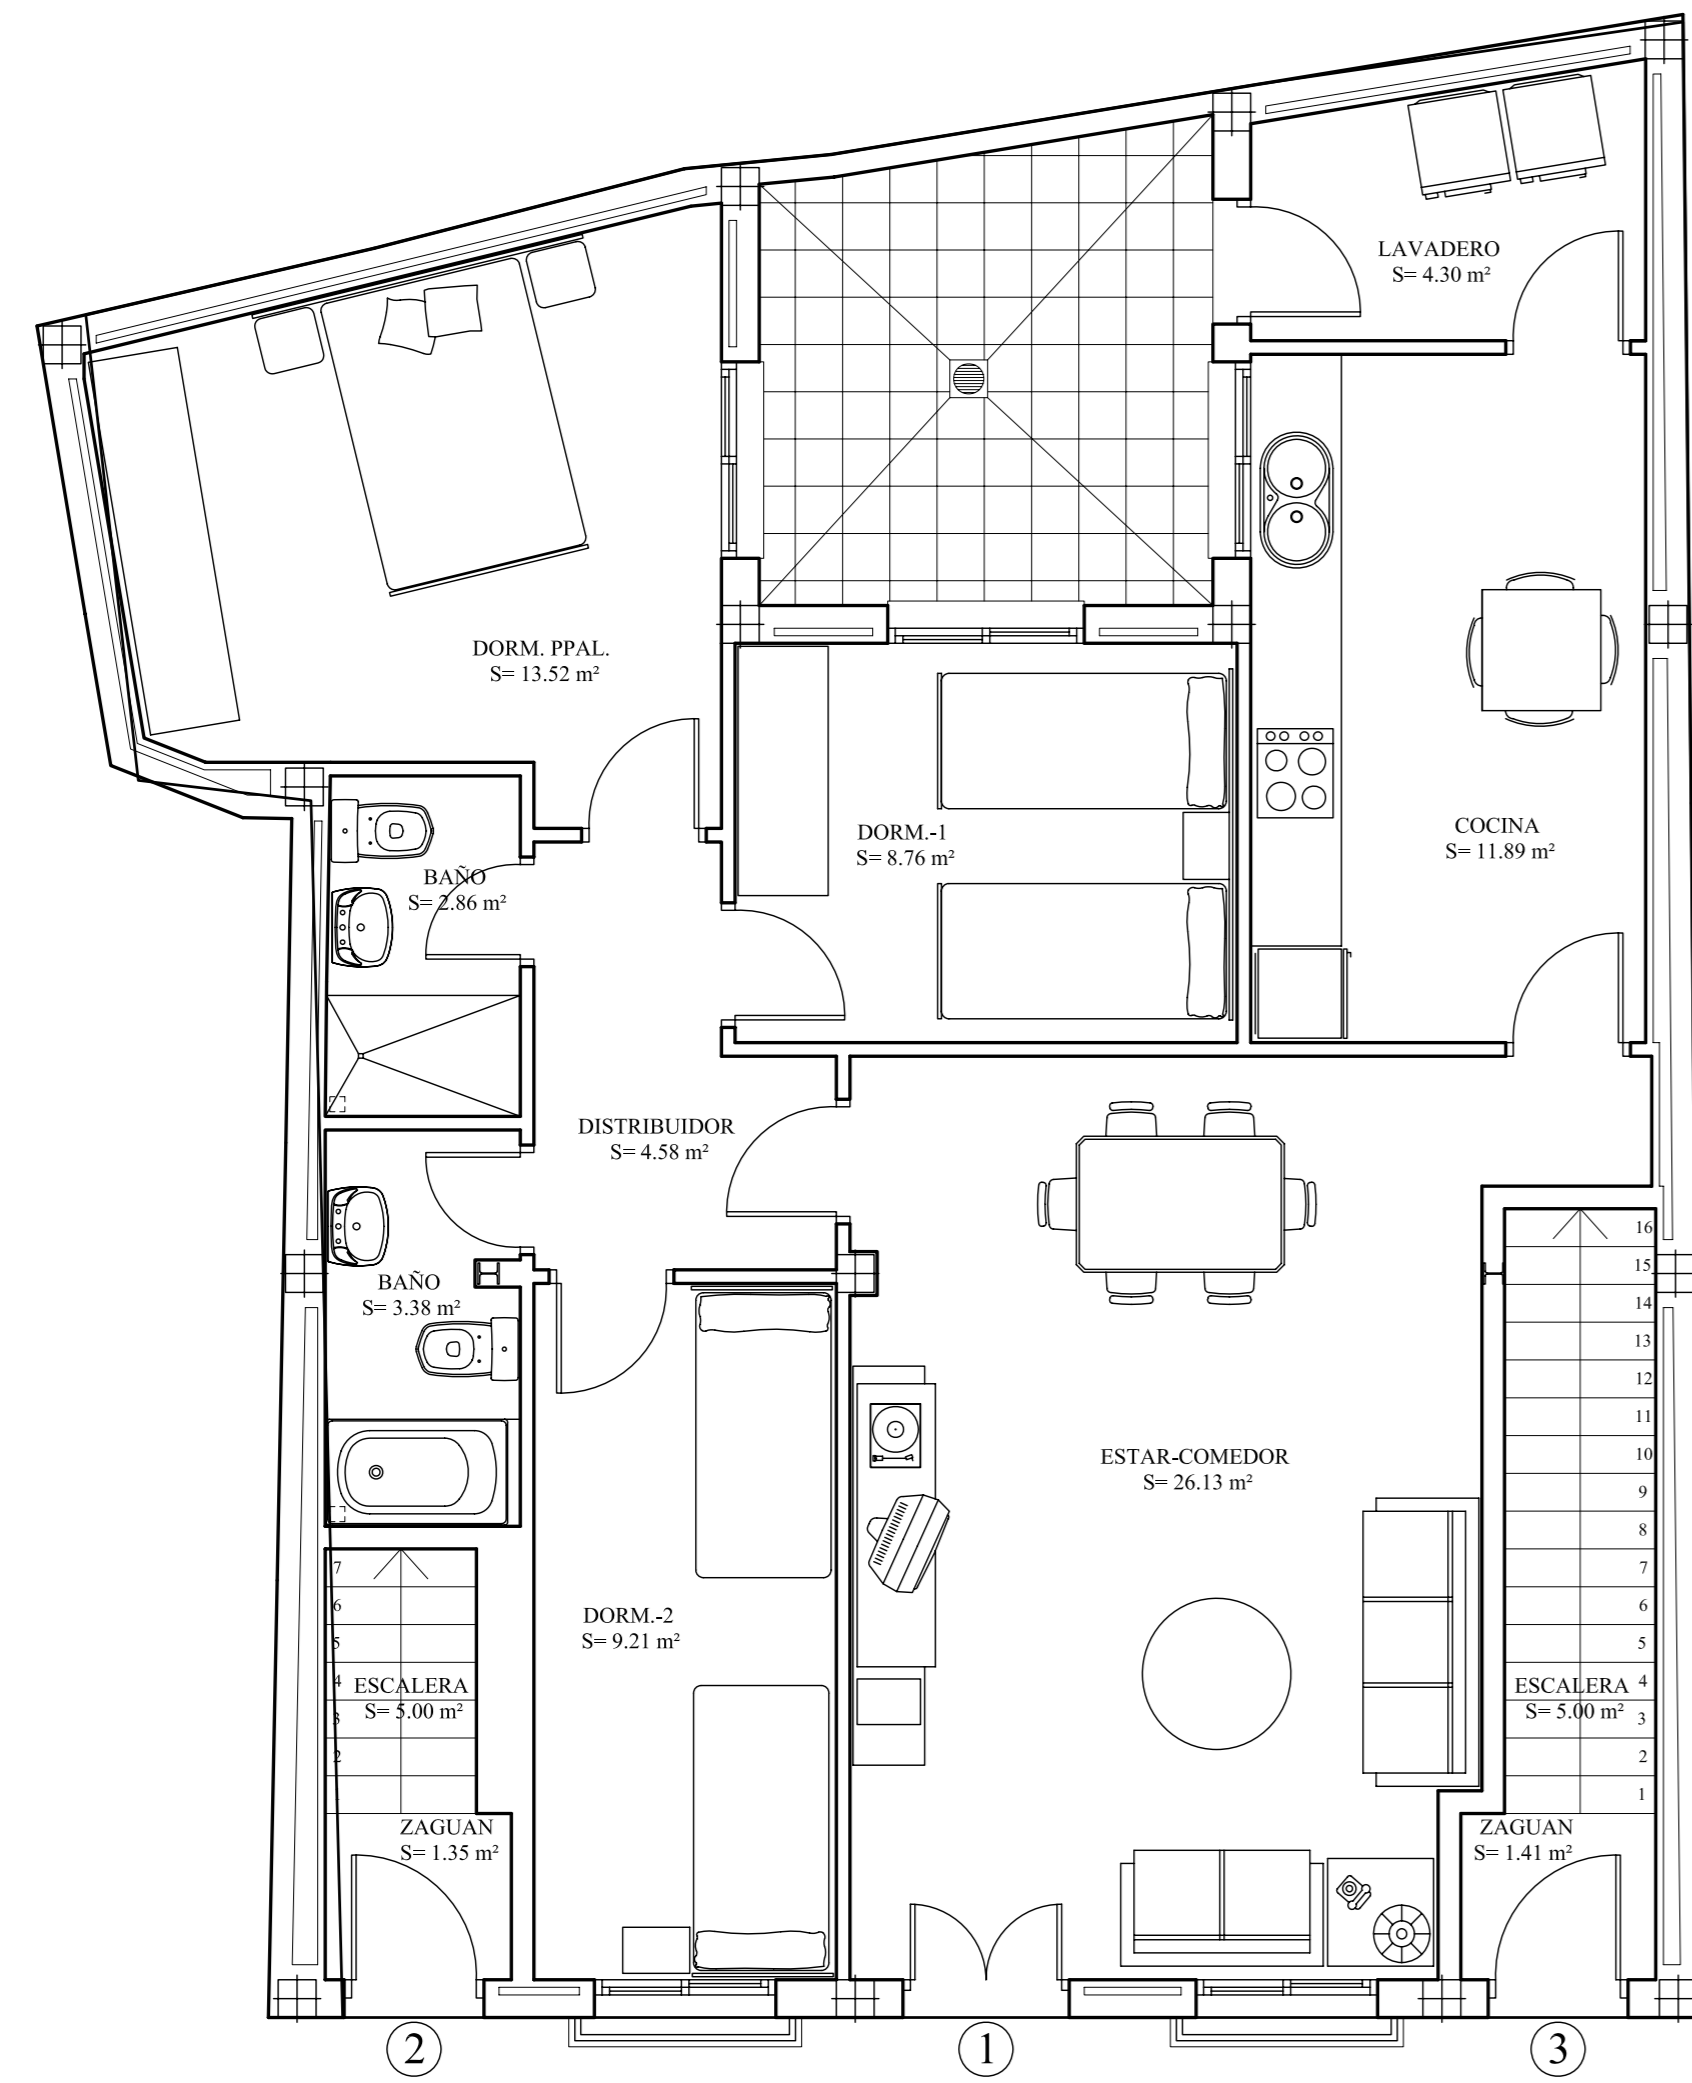 LAVADERO
S= 4.30 m²
DORM. PPAL.
S= 13.52 m²
COCINA
S= 11.89 m²
DORM.-1
S= 8.76 m²
BAÑO
S= 2.86 m²
DISTRIBUIDOR
S= 4.58 m²
BAÑO
S= 3.38 m²
ESTAR-COMEDOR
S= 26.13 m²
16
15
14
13
12
11
10
9
8
7
6
5
4
3
2
1
ESCALERA
S= 5.00 m²
DORM.-2
S= 9.21 m²
7
6
5
4
3
2
ESCALERA
S= 5.00 m²
ZAGUAN
S= 1.35 m²
ZAGUAN
S= 1.41 m²
2
1
3